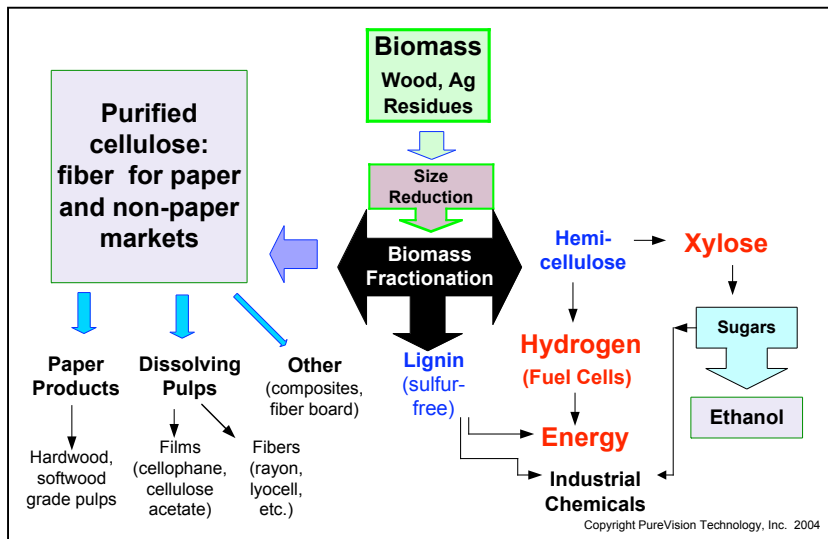 Biomass
Wood, Ag
Residues
Purified
cellulose:
fiber for paper
and non-paper
markets
Size
Reduction
Biomass
Fractionation
Hemi-
cellulose
Xylose
Sugars
Ethanol
Hydrogen
(Fuel Cells)
Energy
Lignin
(sulfur-
free)
Industrial
Chemicals
Paper
Products
Hardwood,
softwood
grade pulps
Dissolving
Pulps
Films
(cellophane,
cellulose
acetate)
Fibers
(rayon,
lyocell,
etc.)
Other
(composites,
fiber board)
Copyright PureVision Technology, Inc. 2004